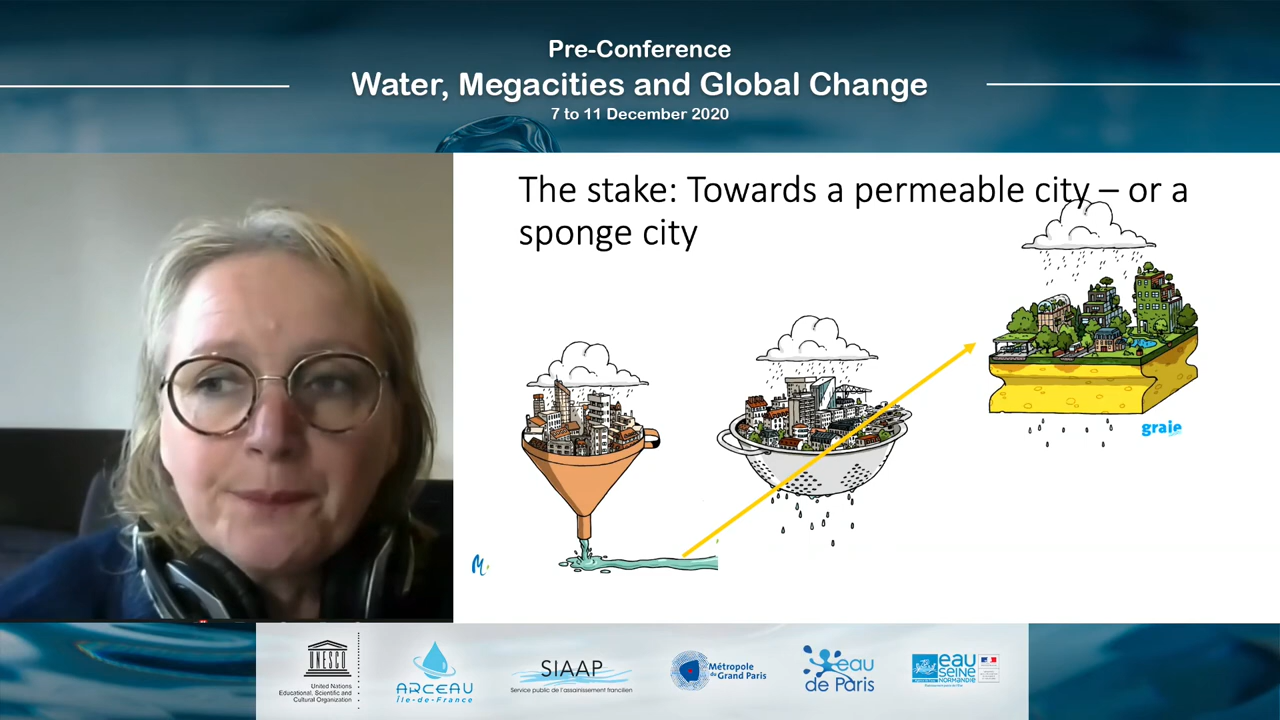 Pre-Conference
Water, Megacities and Global Change
7 to 11 December 2020
The stake: Towards a permeable city – or a
sponge city
graie
M.
UNESCO
United Nations
Educational, Scientific and
Cultural Organization
ARCEAU
Île-de-France
SIAAP
Service public de l'assainissement francilien
Métropole
du Grand Paris
eau
de Paris
EAU
SEINE
NORMANDIE